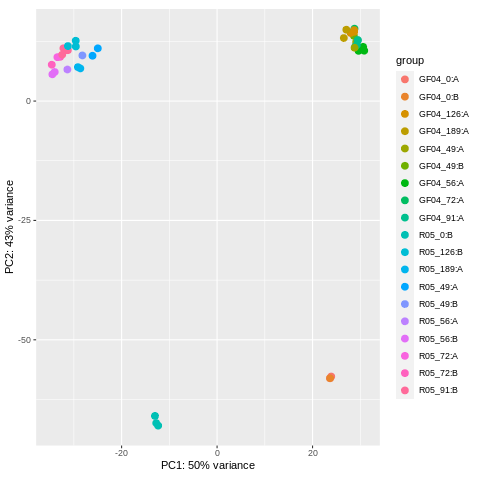 group
GF04_0:A
GF04_0:B
GF04_126:A
GF04_189:A
GF04_49:A
GF04_49:B
GF04_56:A
GF04_72:A
GF04_91:A
R05_0:B
R05_126:B
R05_189:A
R05_49:A
R05_49:B
R05_56:A
R05_56:B
R05_72:A
R05_72:B
R05_91:B
PC2: 43% variance
0
-25
-50
-20
0
20
PC1: 50% variance